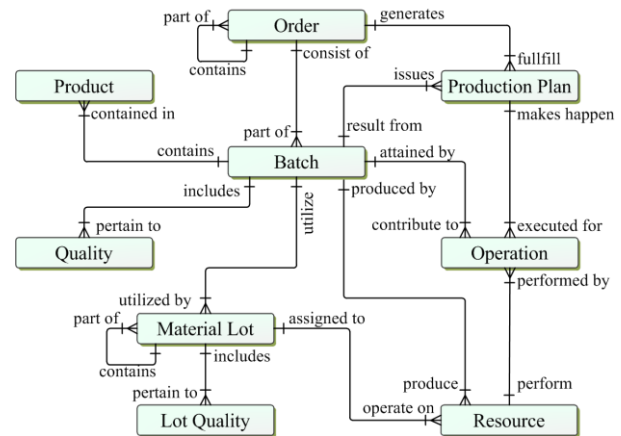 part of
Order
generates
contains
consist of
fullfill
Product
issues
Production Plan
contained in
makes happen
part of
result from
contains
Batch
attained by
includes
utilize
produced by
pertain to
contribute to
executed for
Quality
Operation
utilized by
performed by
part of
Material Lot
assigned to
contains
includes
pertain to
produce
perform
operate on
Lot Quality
Resource